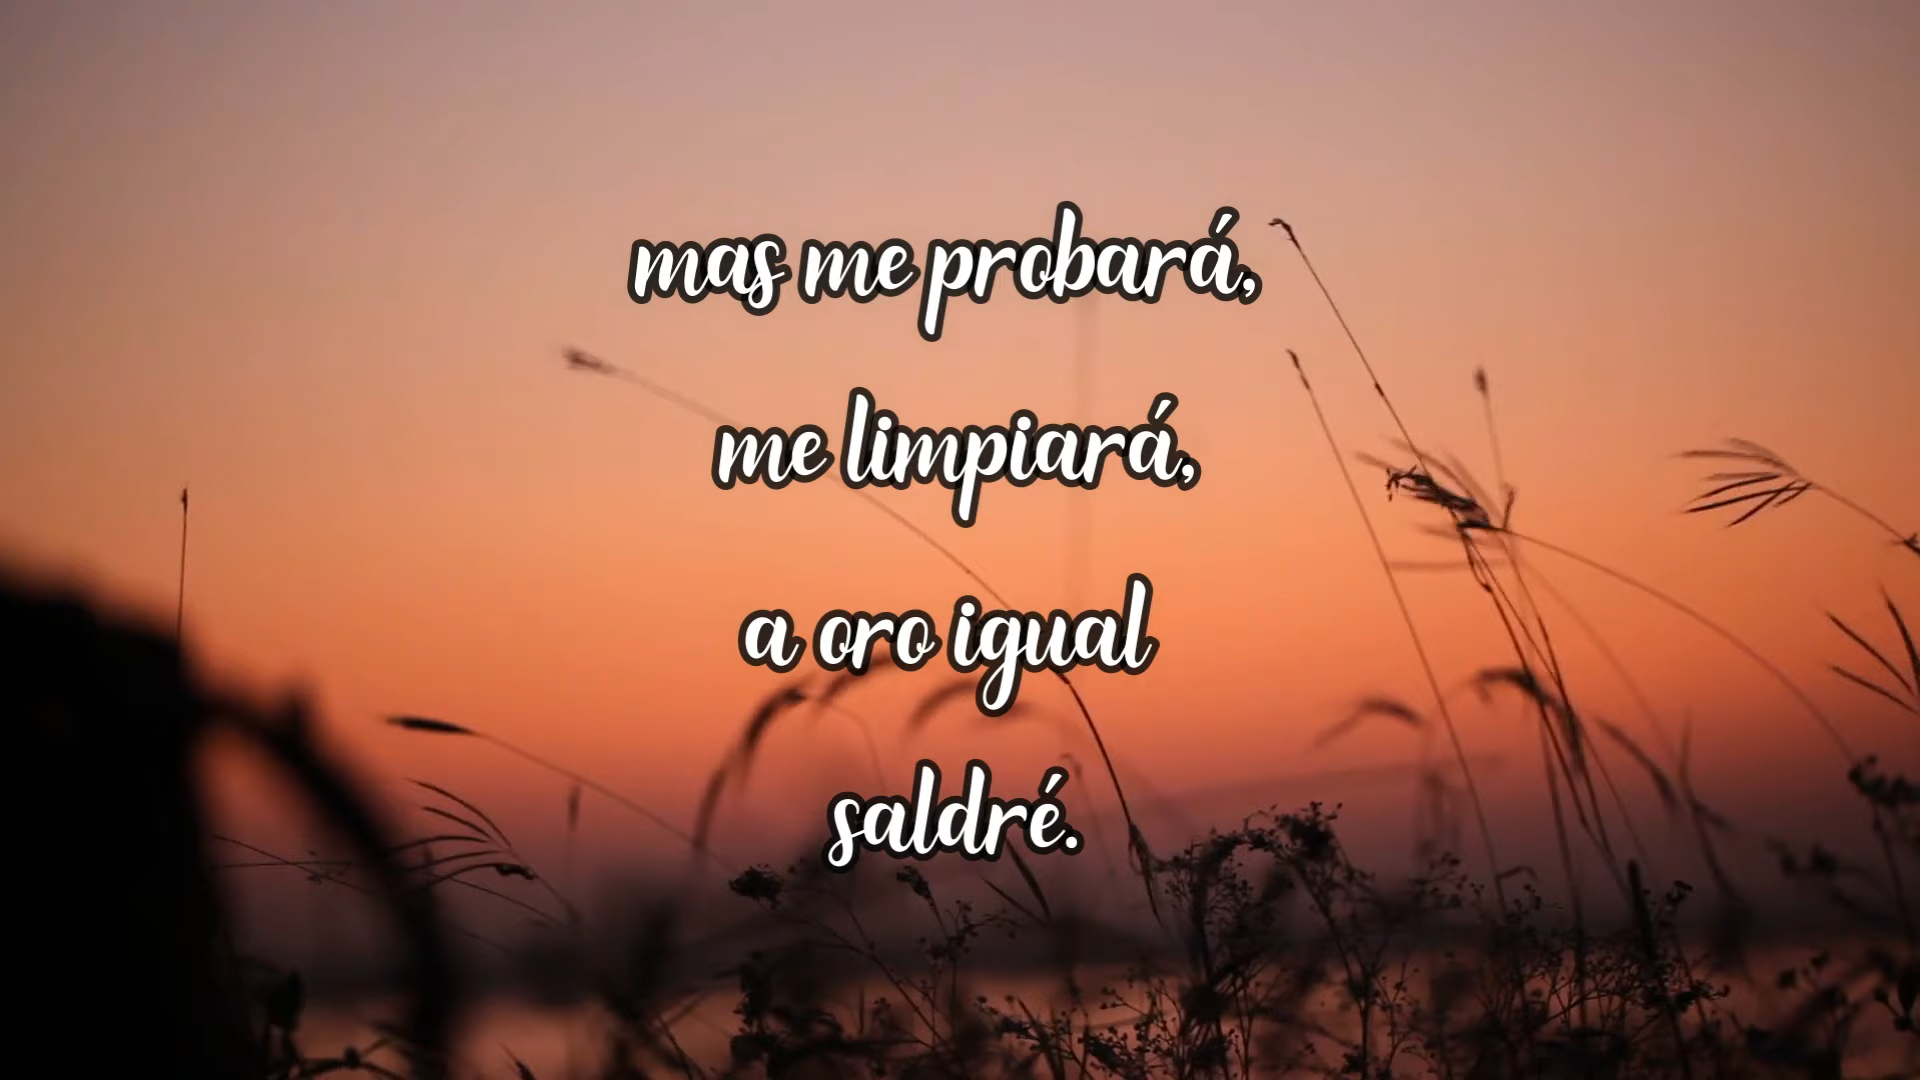 mas me probará,
me limpiará,
a oro igual
saldré.